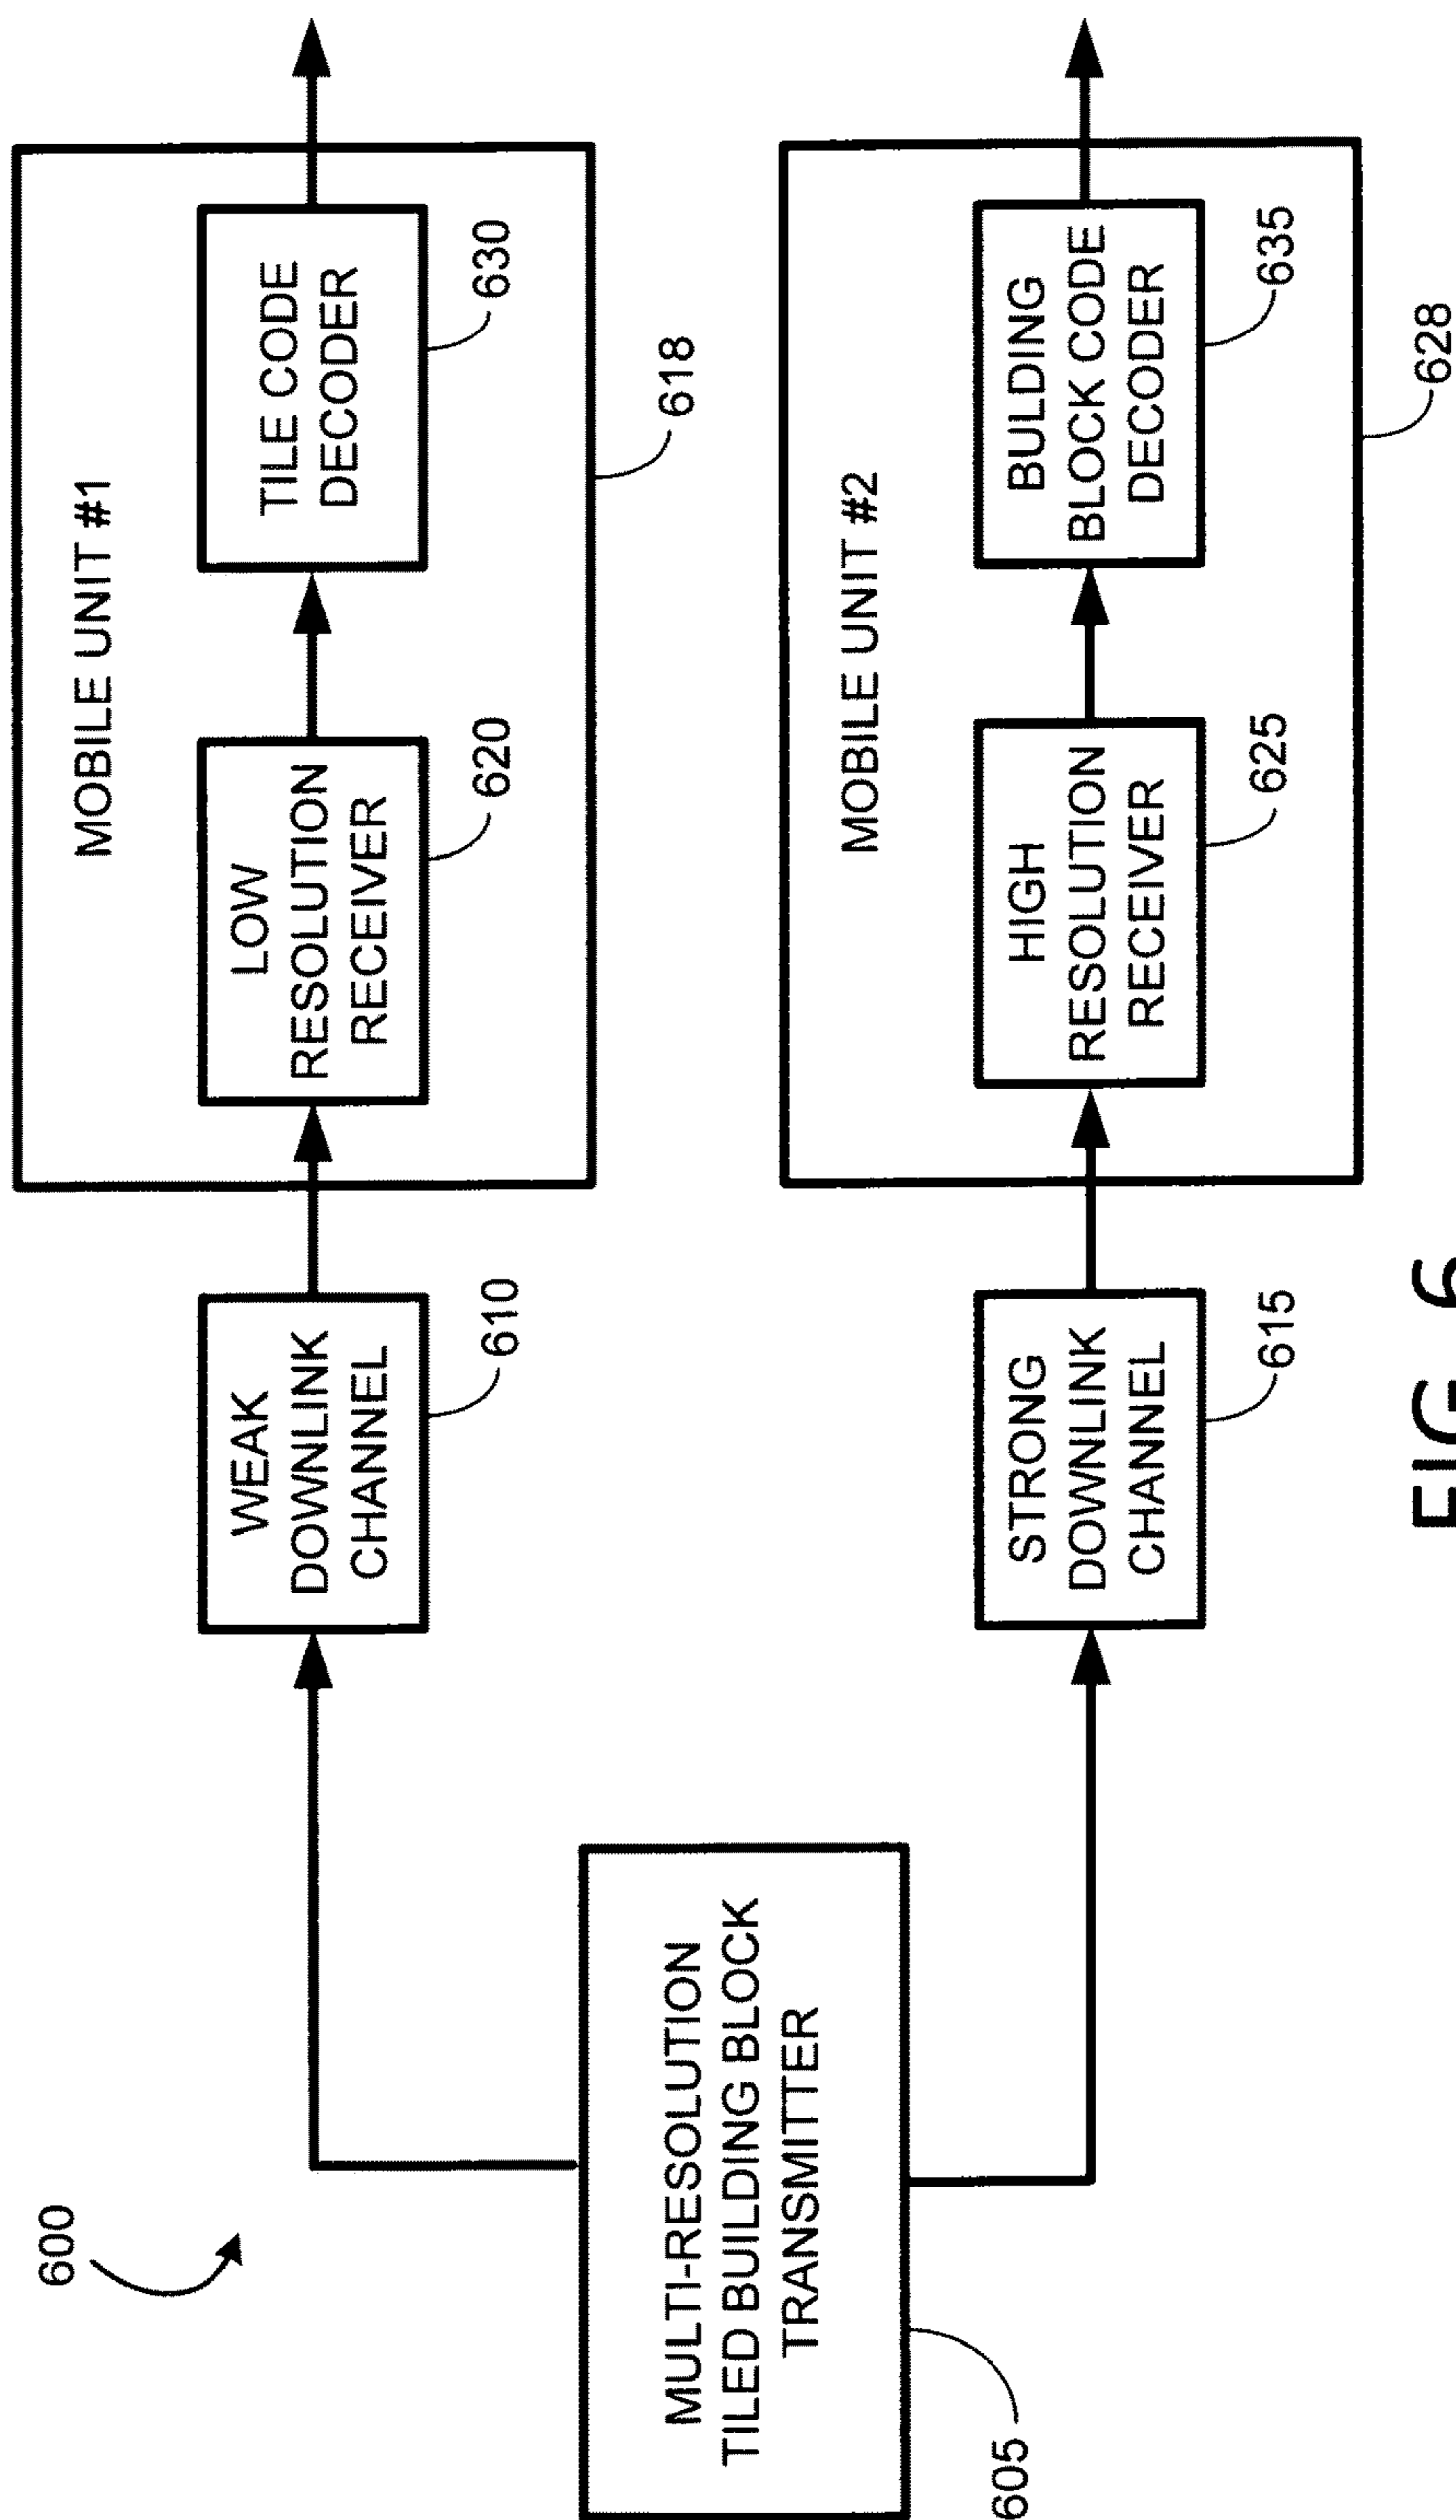 600
MULTI-RESOLUTION
TILED BUILDING BLOCK
TRANSMITTER
605
WEAK
DOWNLINK
CHANNEL
610
STRONG
DOWNLINK
CHANNEL
615
MOBILE UNIT #1
LOW
RESOLUTION
RECEIVER
620
TILE CODE
DECODER
630
618
MOBILE UNIT #2
HIGH
RESOLUTION
RECEIVER
625
BULDING
BLOCK CODE
DECODER
635
628
FIG. 6